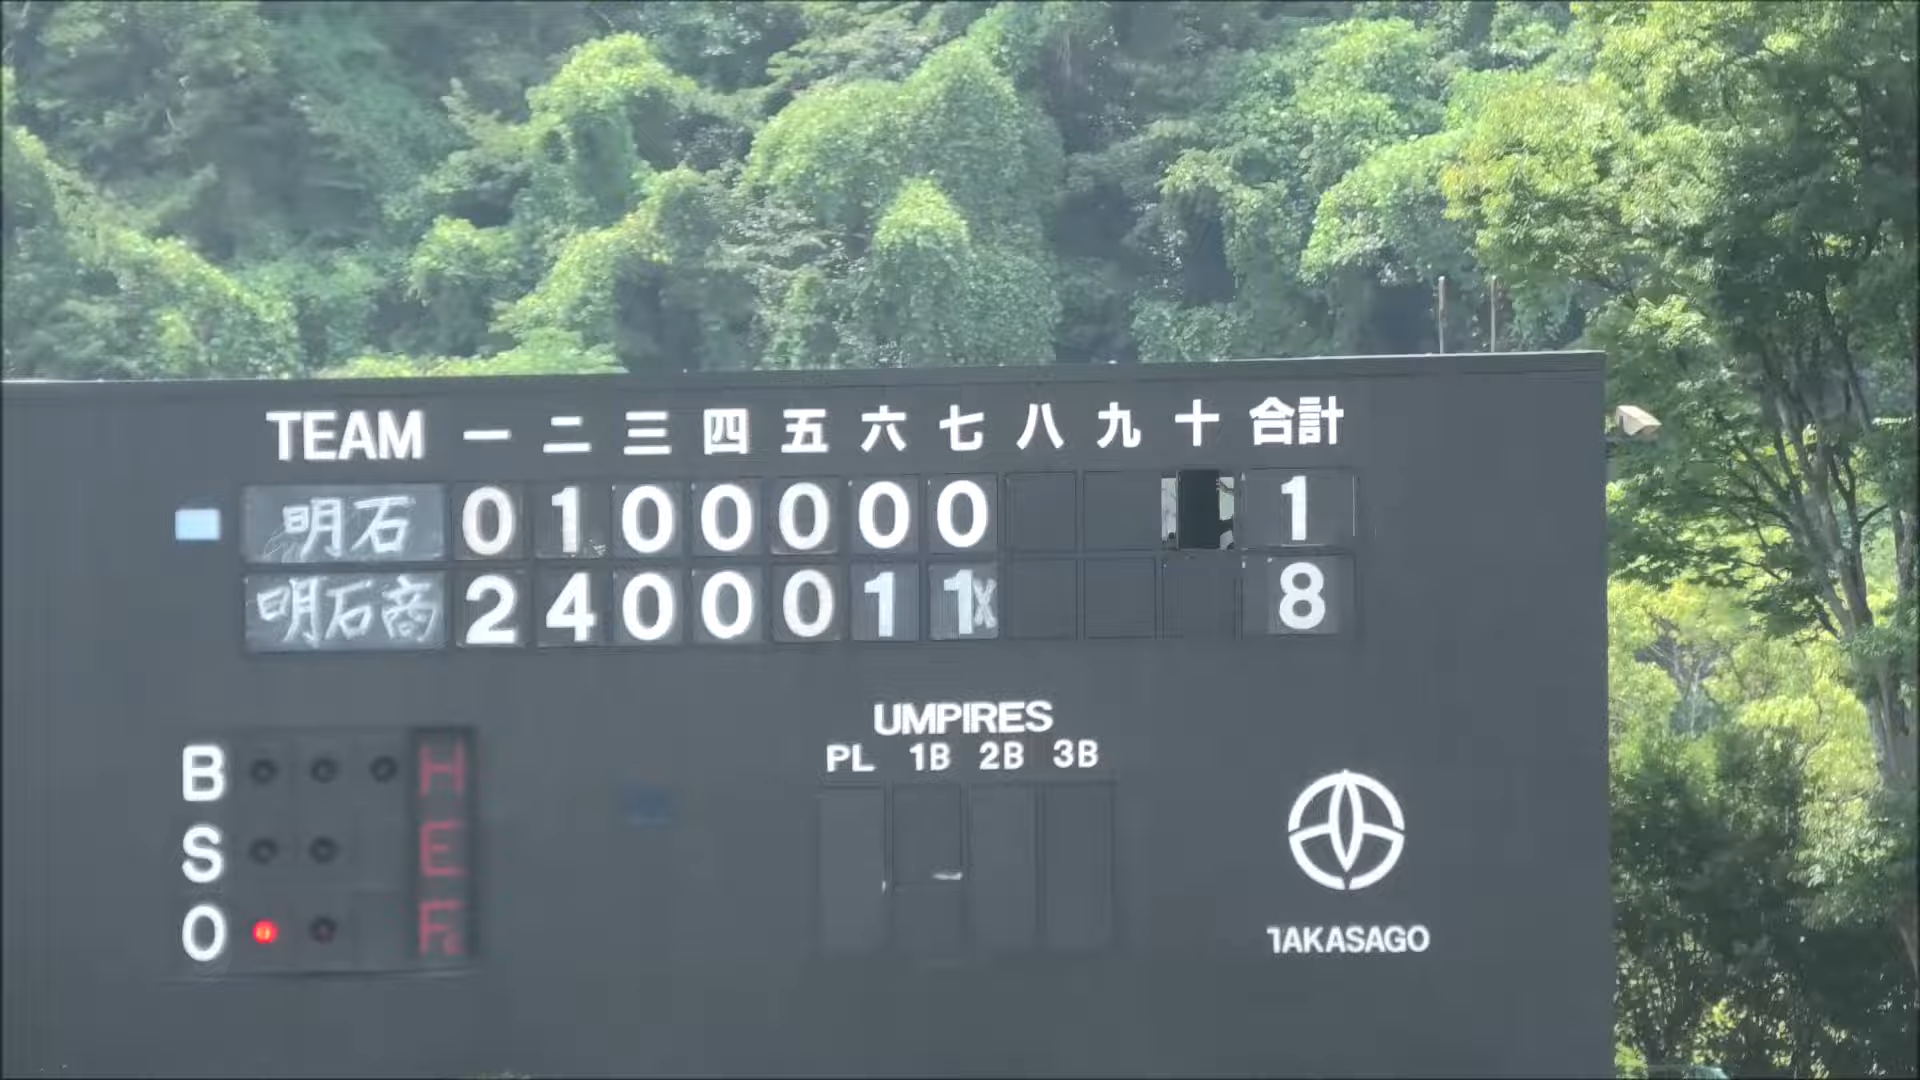 TEAM 一 二 三 四 五 六 七 八 九 十 合計
明石 0 1 0 0 0 0 0 1
明石商 2 4 0 0 0 1 1X 8
UMPIRES
PL 1B 2B 3B
B H
S E
O F
TAKASAGO